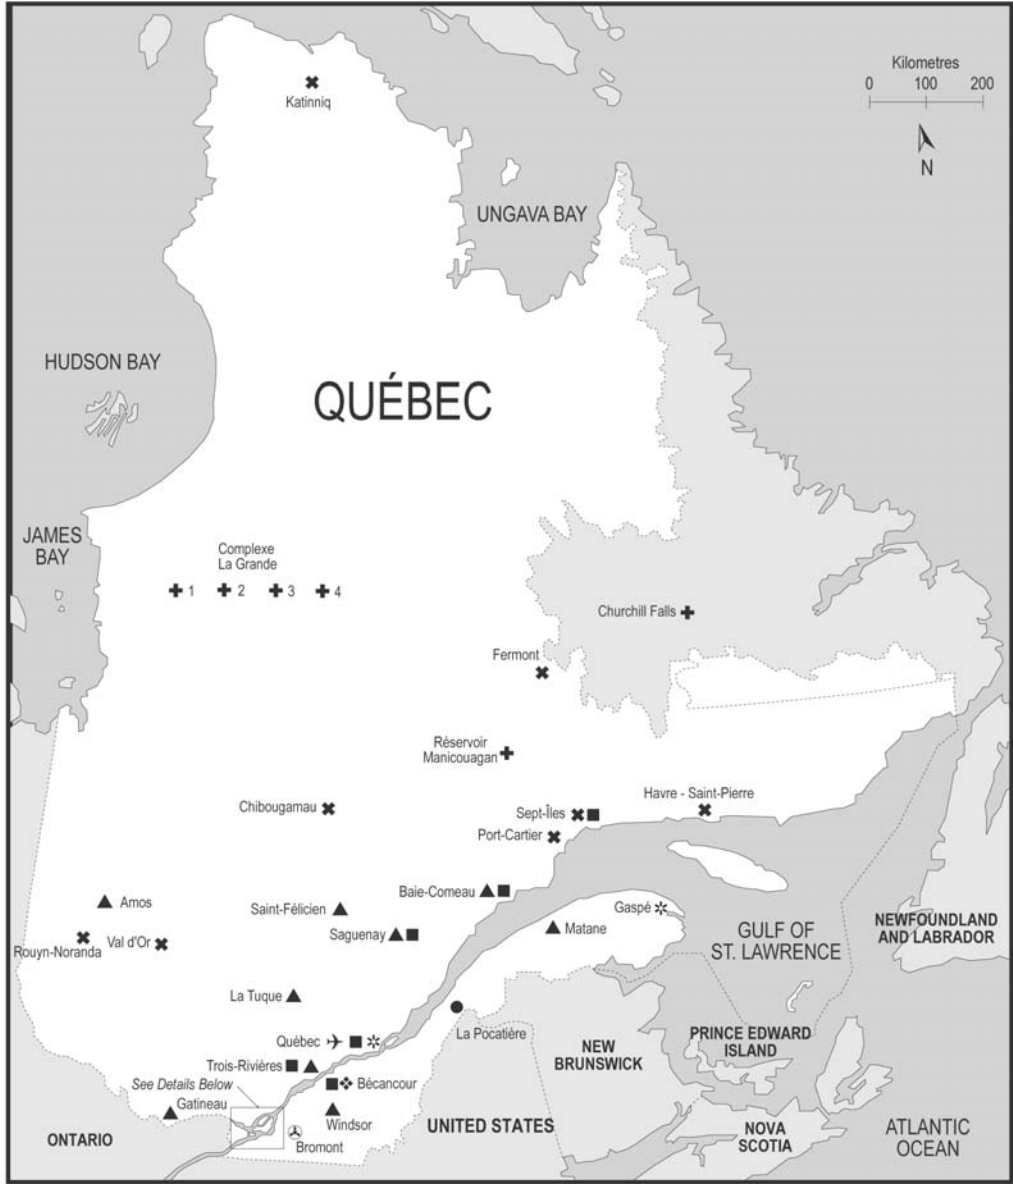 Kilometres
0 100 200
N
Katinniq
UNGAVA BAY
HUDSON BAY
QUÉBEC
JAMES
BAY
Complexe
La Grande
1 2 3 4
Churchill Falls
Fermont
Réservoir
Manicouagan
Havre - Saint-Pierre
Chibougamau
Sept-Îles
Port-Cartier
Baie-Comeau
Amos
Saint-Félicien
Gaspé
Matane
NEWFOUNDLAND
AND LABRADOR
GULF OF
ST. LAWRENCE
Saguenay
Rouyn-Noranda
Val d'Or
La Tuque
La Pocatière
PRINCE EDWARD
ISLAND
Québec
NEW
BRUNSWICK
Trois-Rivières
See Details Below
Bécancour
Gatineau
Windsor
UNITED STATES
ONTARIO
Bromont
NOVA
SCOTIA
ATLANTIC
OCEAN